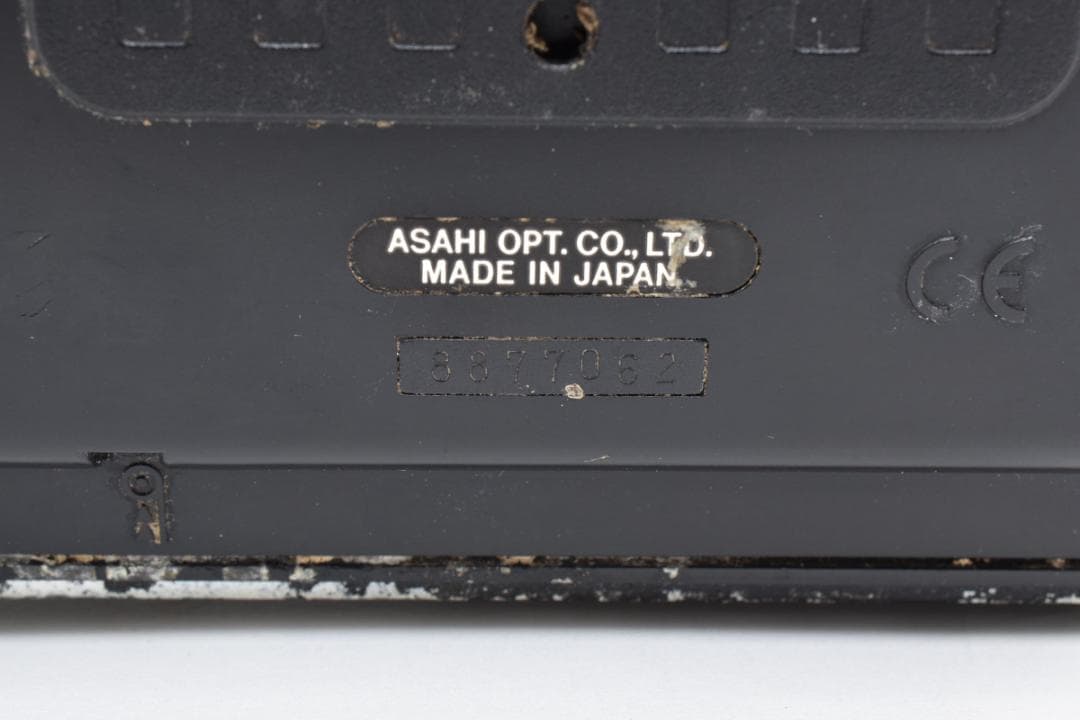 ASAHI OPT. CO., LTD.
MADE IN JAPAN
CE
8877062